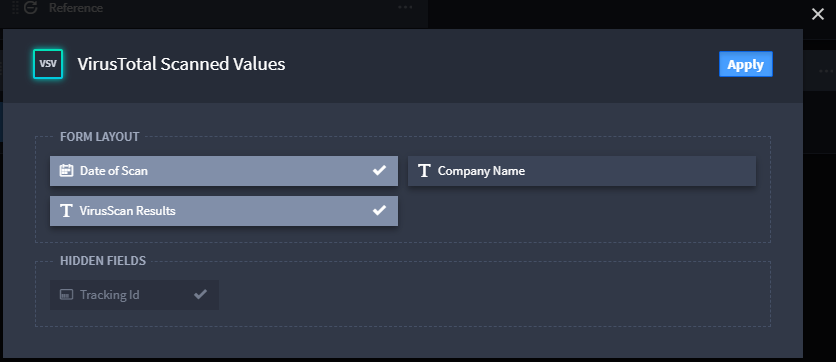 Reference
VSV
VirusTotal Scanned Values
Apply
FORM LAYOUT
Date of Scan
Company Name
VirusScan Results
HIDDEN FIELDS
Tracking Id